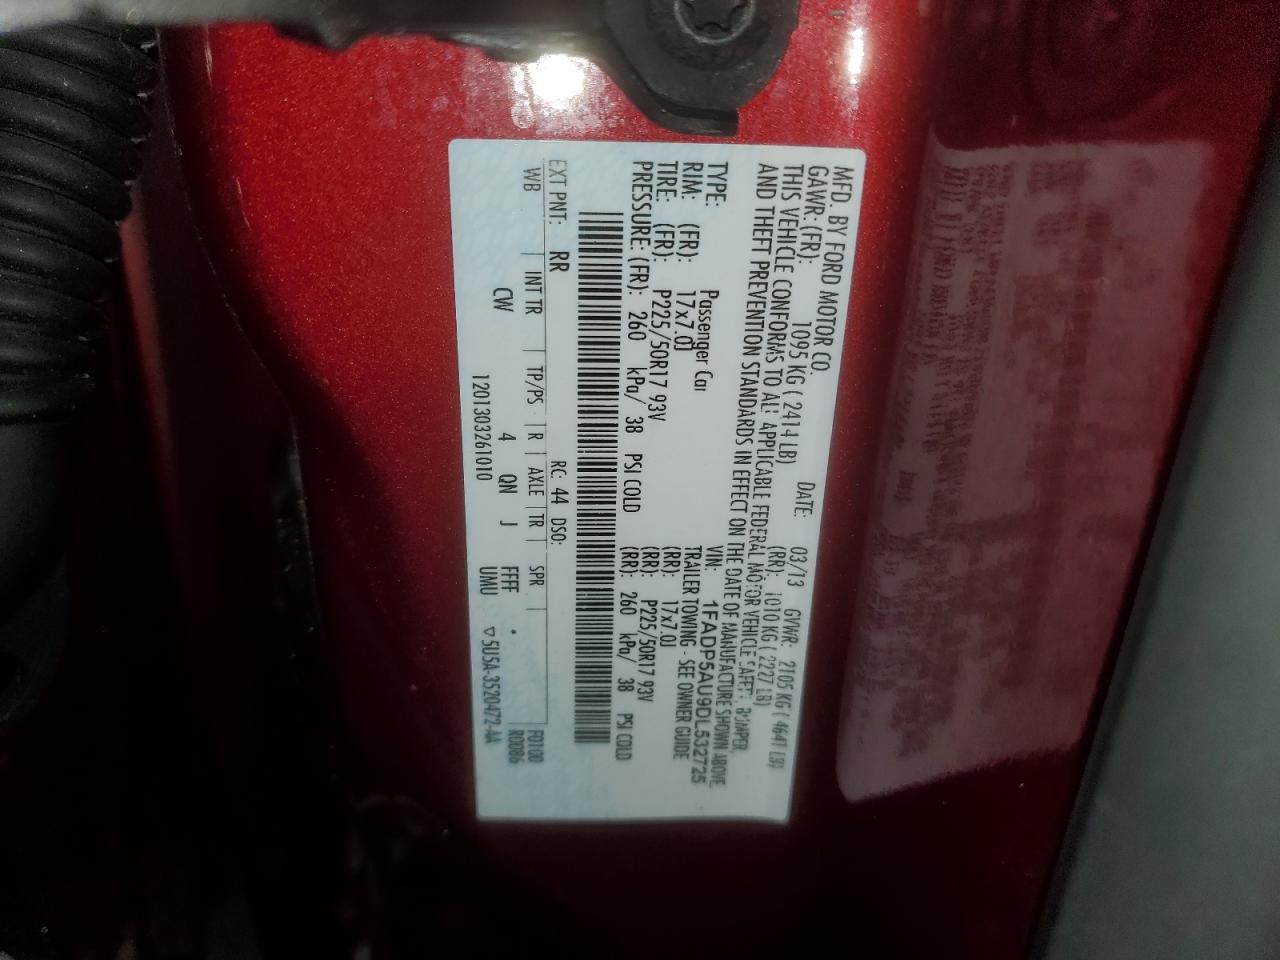 MFD. BY FORD MOTOR CO.
DATE: 03/13 GVWR: 2105 KG ( 4641 LB)
GAWR: (FR): 1095 KG ( 2414 LB) (RR): 1010 KG ( 2227 LB)
THIS VEHICLE CONFORMS TO ALL APPLICABLE FEDERAL MOTOR VEHICLE SAFETY, BUMPER,
AND THEFT PREVENTION STANDARDS IN EFFECT ON THE DATE OF MANUFACTURE SHOWN ABOVE
VIN: 1FADP5AU9DL532725
TYPE: Passenger Car TRAILER TOWING - SEE OWNER GUIDE
RIM: (FR): 17x7.0J (RR): 17x7.0J
TIRE: (FR): P225/50R17 93V (RR): P225/50R17 93V
PRESSURE: (FR): 260 kPa/ 38 PSI COLD (RR): 260 kPa/ 38 PSI COLD
EXT PNT: RR RC: 44 DSO:
WB INT TR TP/PS R AXLE TR SPR F0100
CW 4 QN J FFFF R0086
1201303261010 UMU ▽5U5A-3520472-AA